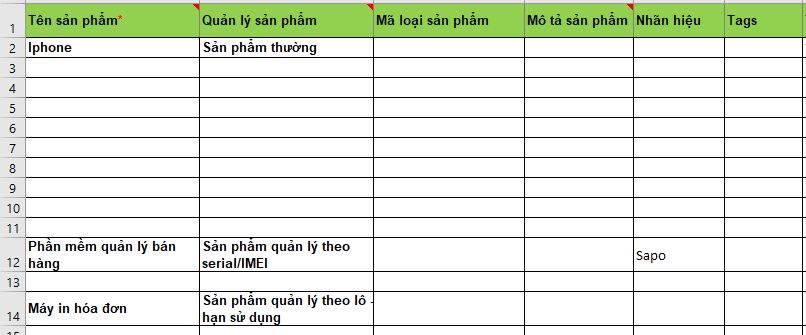 1 Tên sản phẩm* Quản lý sản phẩm Mã loại sản phẩm Mô tả sản phẩm Nhãn hiệu Tags
2 Iphone Sản phẩm thường
3
4
5
6
7
8
9
10
11
12 Phần mềm quản lý bán hàng Sản phẩm quản lý theo serial/IMEI Sapo
13
14 Máy in hóa đơn Sản phẩm quản lý theo lô - hạn sử dụng